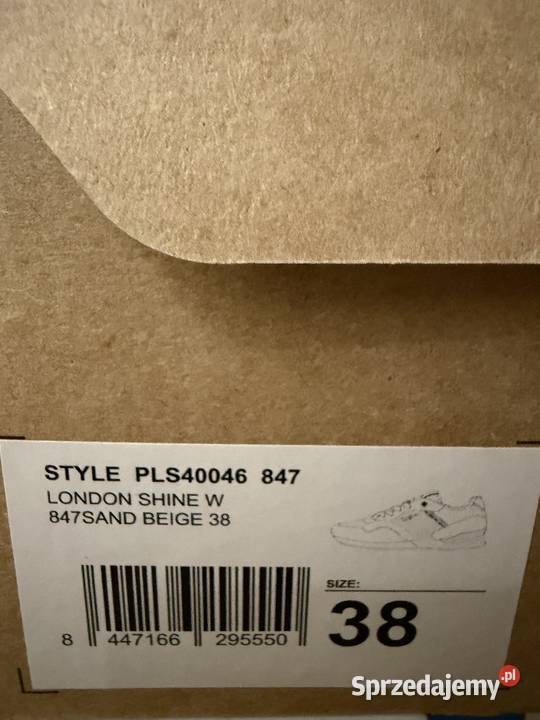 STYLE PLS40046 847
LONDON SHINE W
847SAND BEIGE 38
SIZE:
38
8 447166 295550
Sprzedajemy.pl